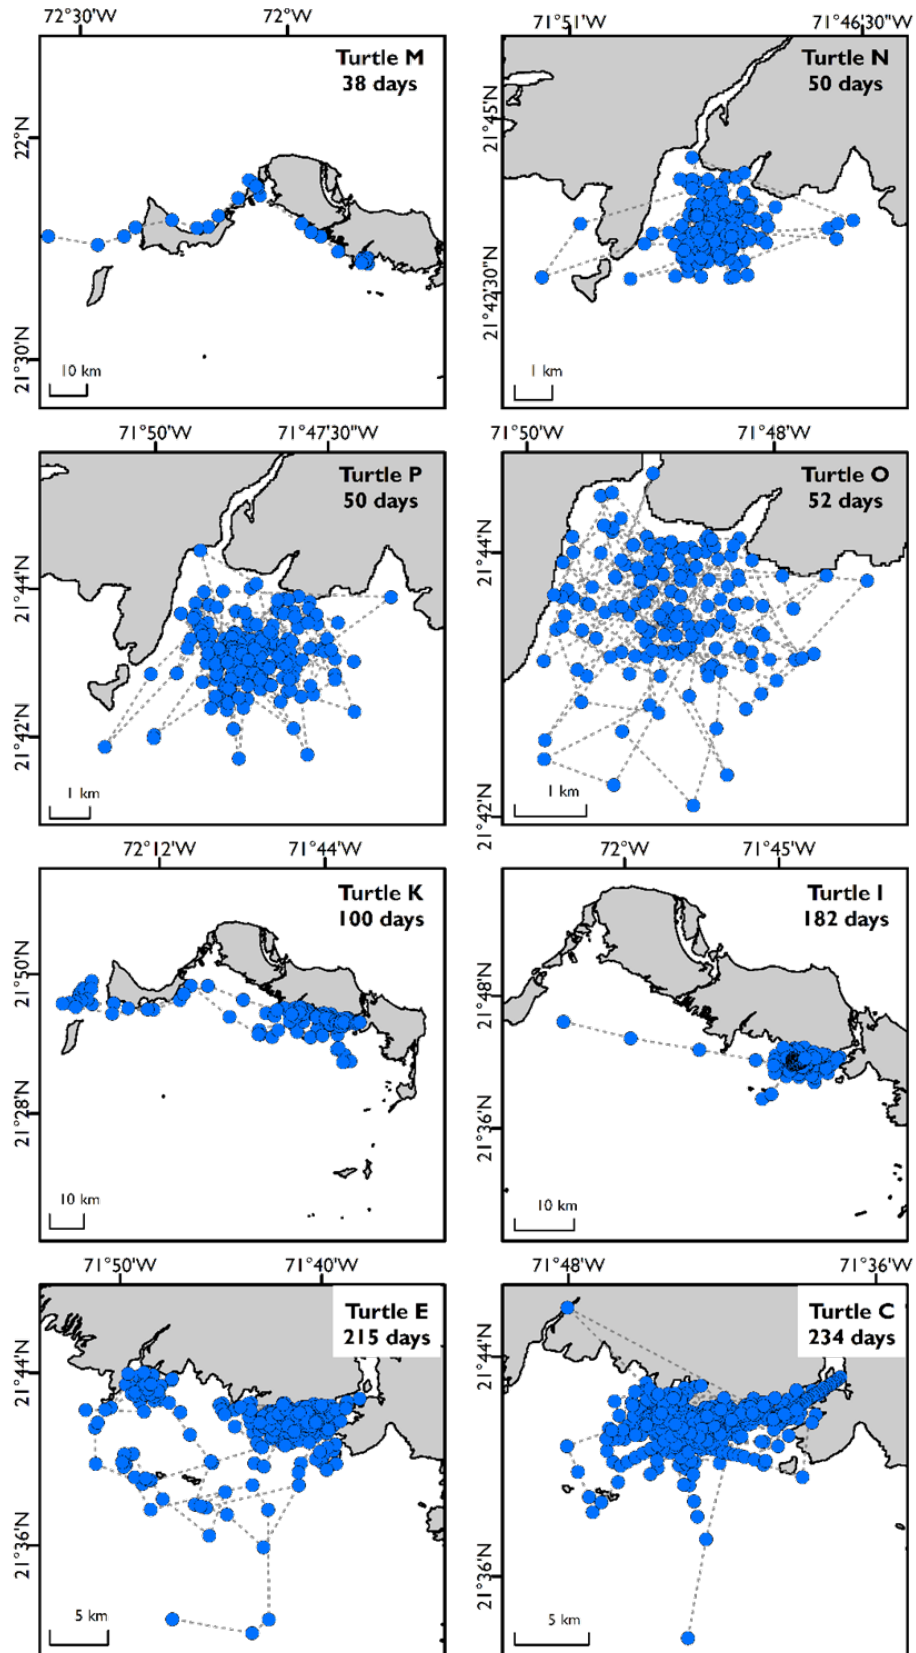 72°30'W 72°W
Turtle M
38 days
22°N
21°30'N
10 km
71°51'W 71°46'30"W
Turtle N
50 days
21°45'N
21°42'30"N
1 km
71°50'W 71°47'30"W
Turtle P
50 days
21°44'N
21°42'N
1 km
71°50'W 71°48'W
Turtle O
52 days
21°44'N
21°42'N
1 km
72°12'W 71°44'W
Turtle K
100 days
21°50'N
21°28'N
10 km
72°W 71°45'W
Turtle I
182 days
21°48'N
21°36'N
10 km
71°50'W 71°40'W
Turtle E
215 days
21°44'N
21°36'N
5 km
71°48'W 71°36'W
Turtle C
234 days
21°44'N
21°36'N
5 km